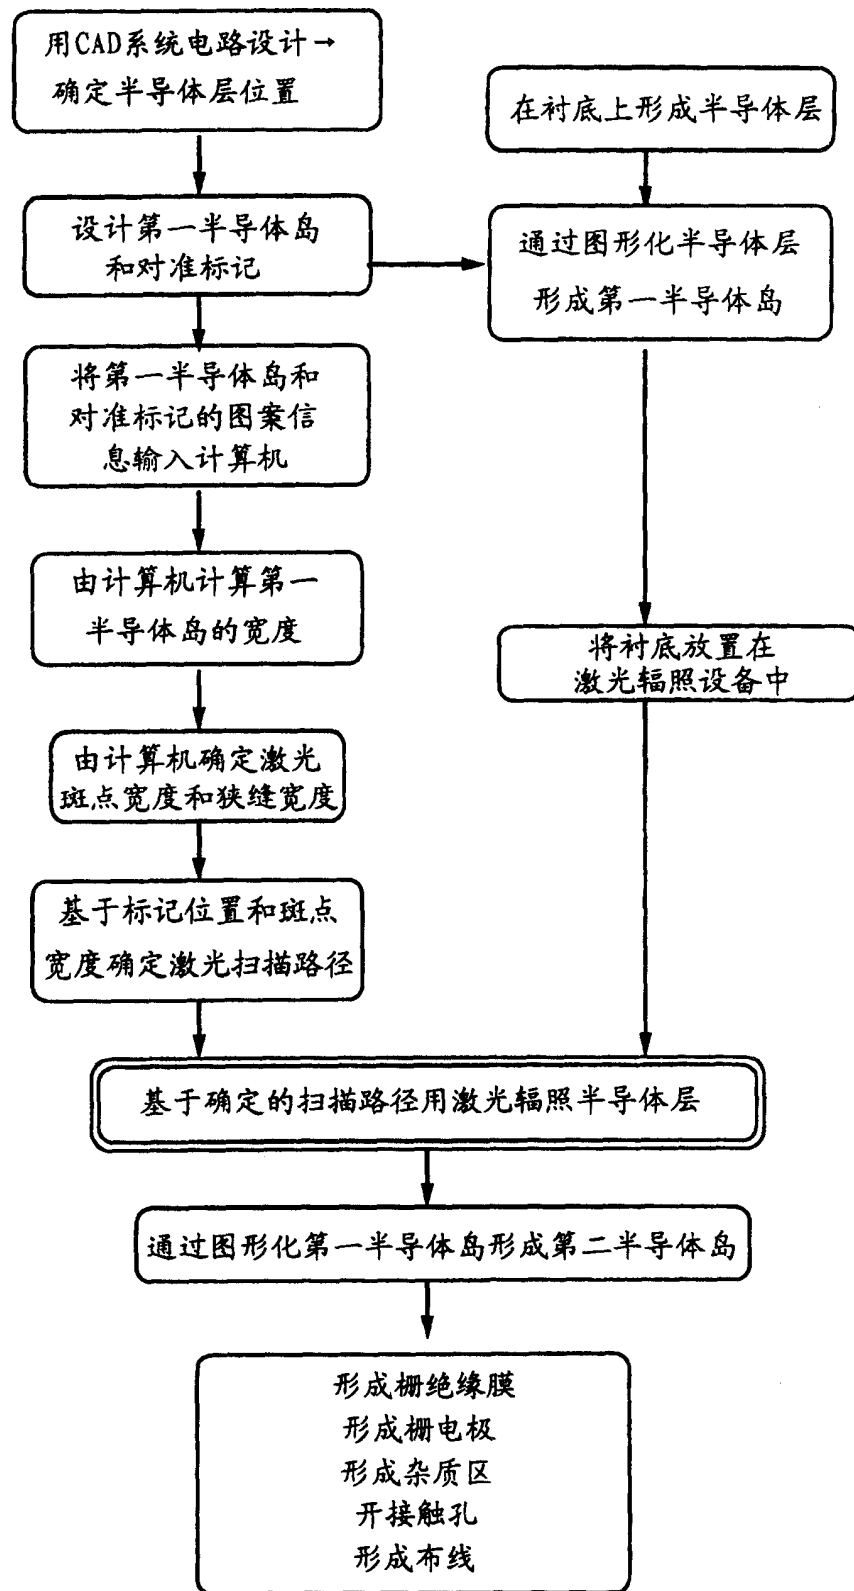 用CAD系统电路设计→
确定半导体层位置
在衬底上形成半导体层
设计第一半导体岛
和对准标记
通过图形化半导体层
形成第一半导体岛
将第一半导体岛和
对准标记的图案信
息输入计算机
由计算机计算第一
半导体岛的宽度
将衬底放置在
激光辐照设备中
由计算机确定激光
斑点宽度和狭缝宽度
基于标记位置和斑点
宽度确定激光扫描路径
基于确定的扫描路径用激光辐照半导体层
通过图形化第一半导体岛形成第二半导体岛
形成栅绝缘膜
形成栅电极
形成杂质区
开接触孔
形成布线